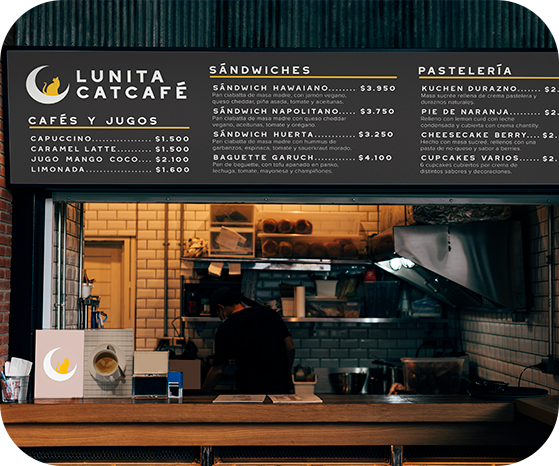 LUNITA
CATCAFÉ
CAFÉS Y JUGOS
CAPUCCINO.................$1.500
CARAMEL LATTE...........$1.500
JUGO MANGO COCO...$2.100
LIMONADA...................$1.600
SÁNDWICHES
SÁNDWICH HAWAIANO....... $3.950
Pan ciabatta de masa madre, con jamón vegano,
queso cheddar, piña asada, tomate y aceitunas.
SÁNDWICH NAPOLITANO.... $3.750
Pan ciabatta de masa madre con queso cheddar
vegano, aceitunas, tomate y orégano.
SÁNDWICH HUERTA............ $3.250
Pan ciabatta de masa madre con hummus de
garbanzos, espinaca, tomate y sauerkraut morado.
BAGUETTE GARUCH............ $4.100
Pan de baguette, con tofu apanado en panko,
lechuga, tomate, mayonesa y champiñones.
PASTELERÍA
KUCHEN DURAZNO...... $2.
Masa sucrée rellena de crema pastelera y
duraznos naturales.
PIE DE NARANJA......... $2.
Relleno con lemon curd con leche
condensada y cubierta con crema chantilly
CHEESECAKE BERRY... $2
Hecho con masa sucrée, rellenos con una
pasta de no-queso y sabor a berries.
CUPCAKES VARIOS...... $2
6 cupcakes cubiertos por crema de
distintos sabores y decoraciones.